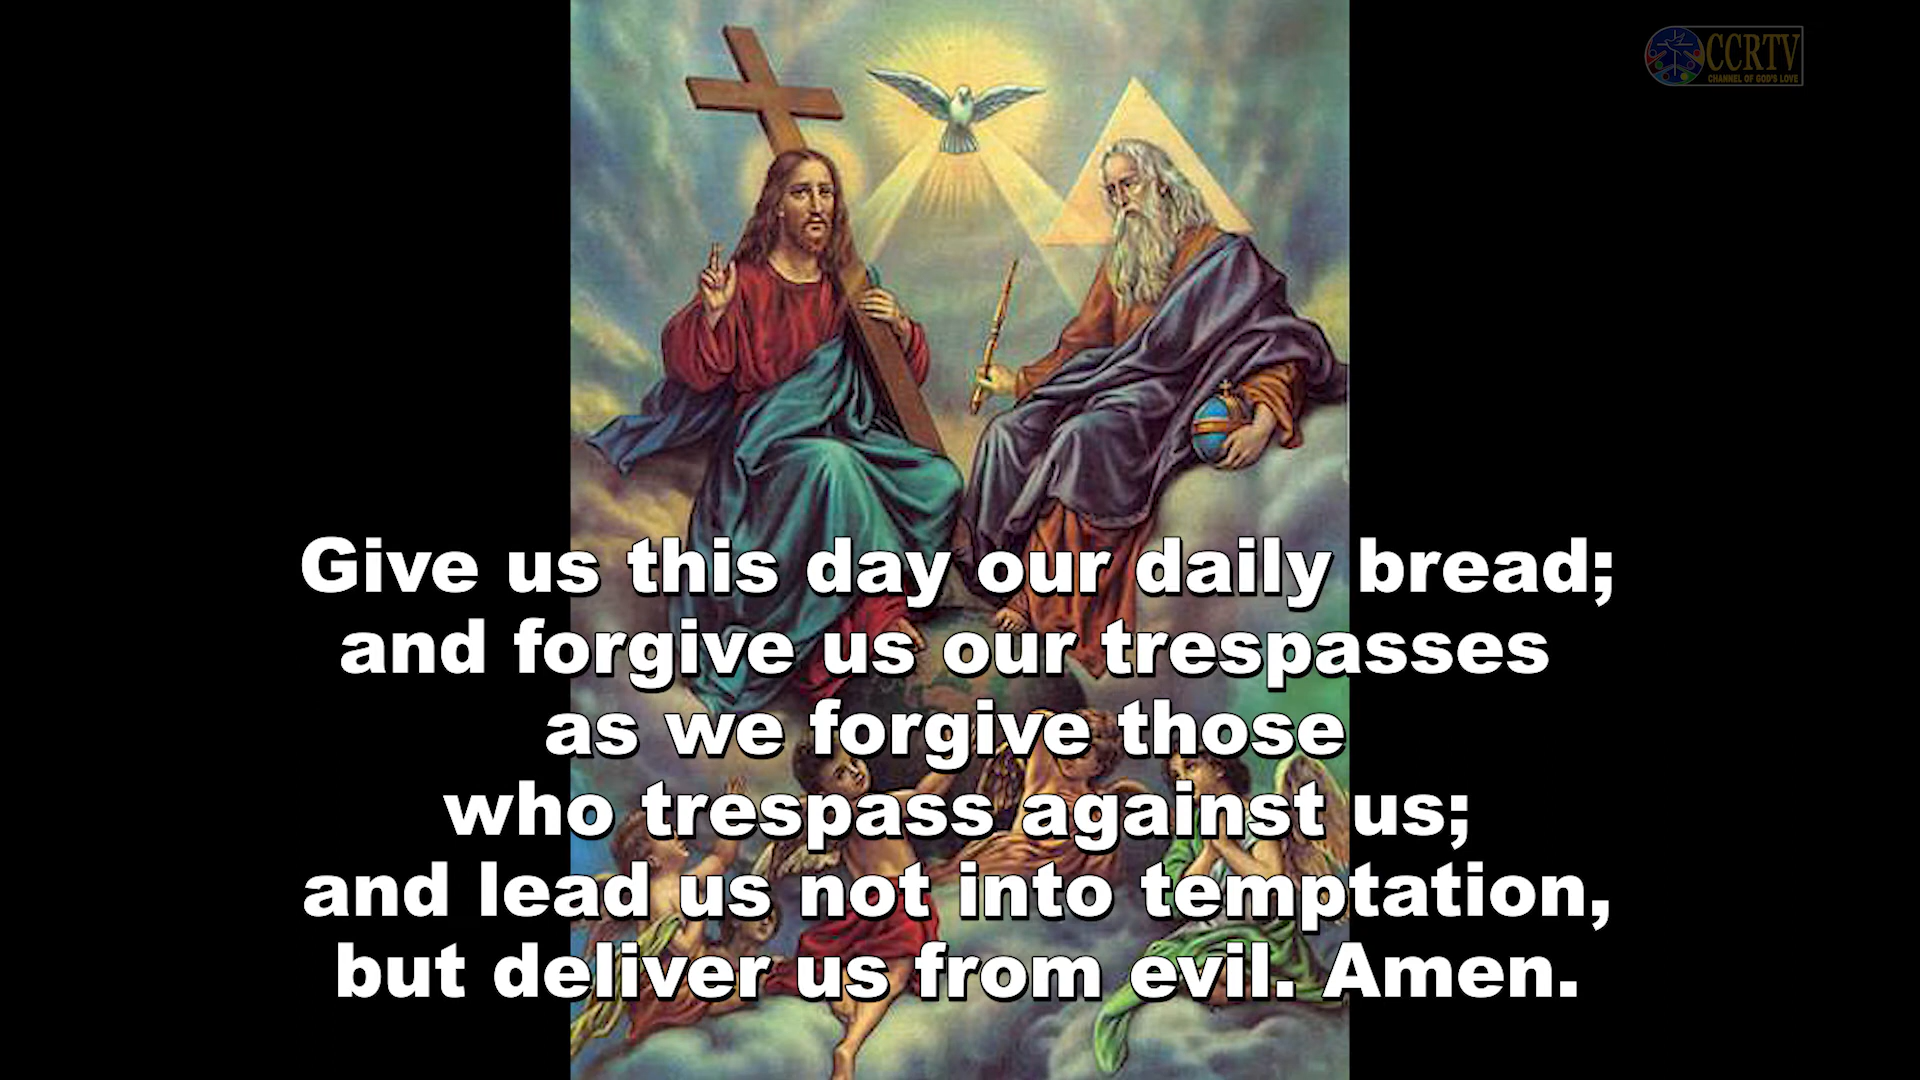 CCRTV
CHANNEL OF GOD'S LOVE
Give us this day our daily bread;
and forgive us our trespasses
as we forgive those
who trespass against us;
and lead us not into temptation,
but deliver us from evil. Amen.